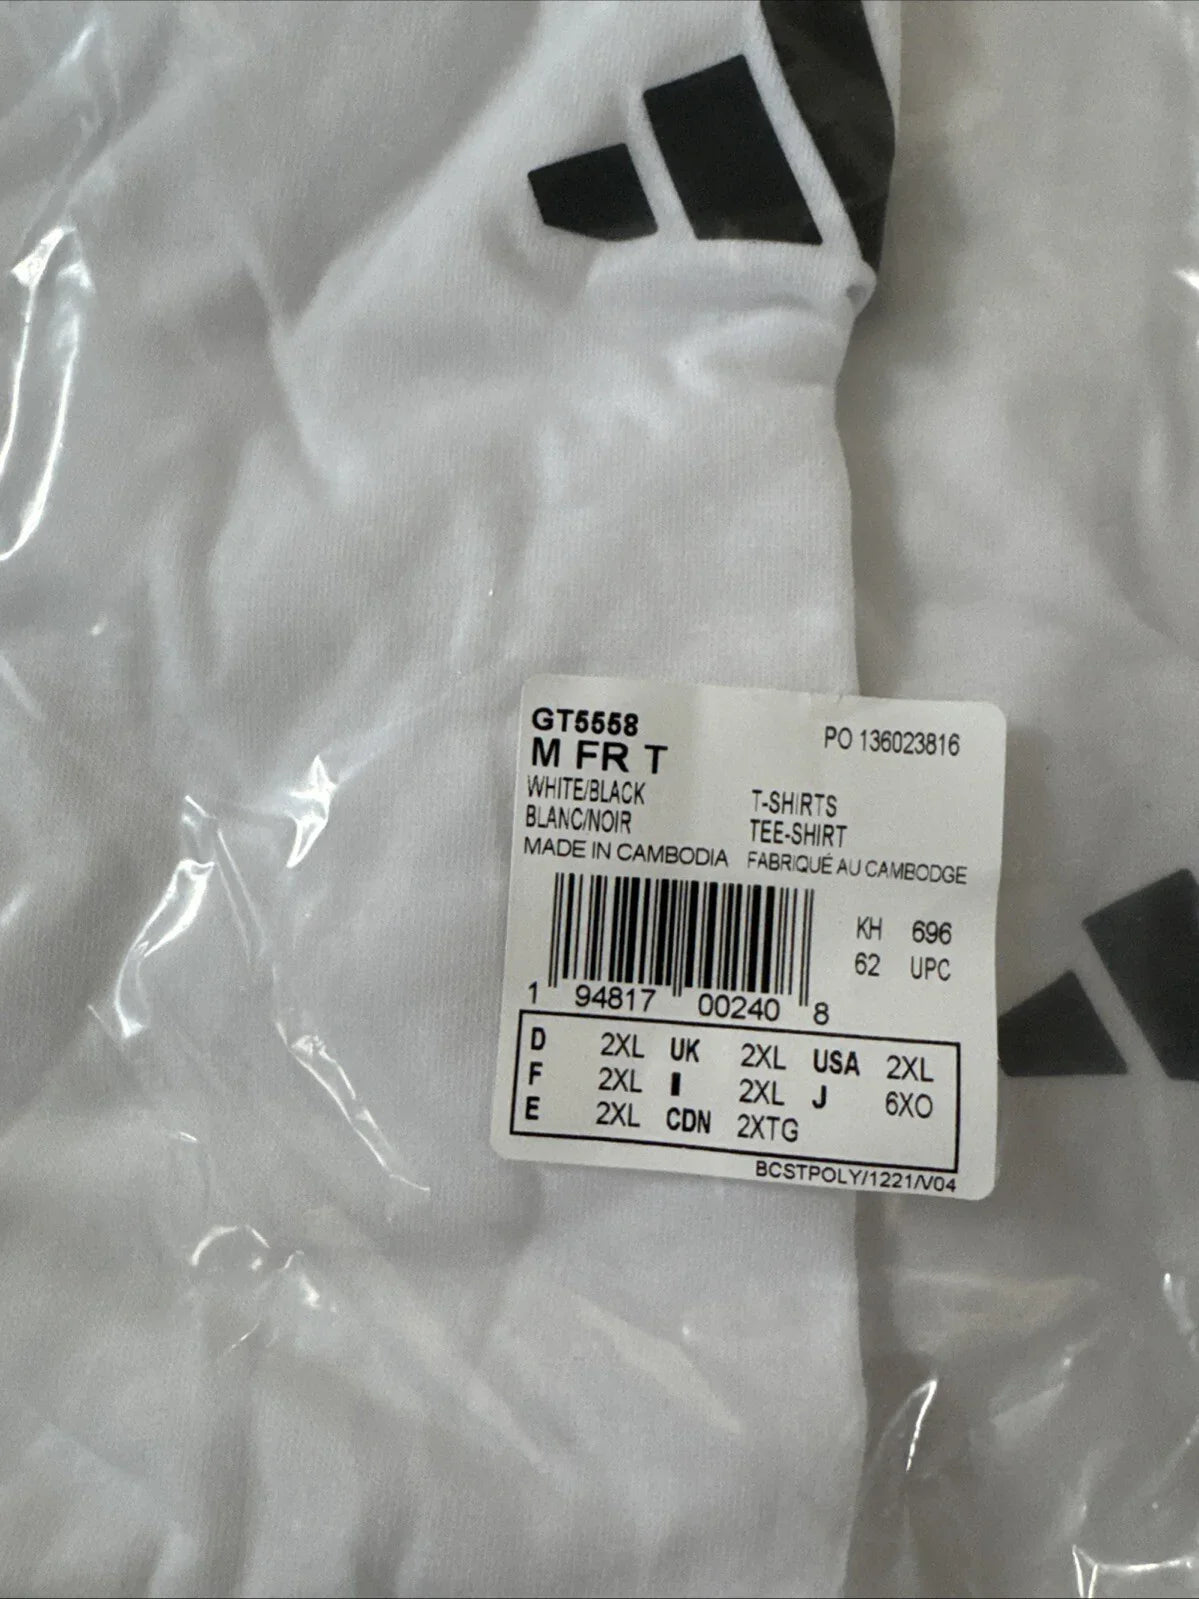 GT5558
M FR T
PO 136023816
WHITE/BLACK
BLANC/NOIR
T-SHIRTS
TEE-SHIRT
MADE IN CAMBODIA FABRIQUÉ AU CAMBODGE
KH 696
62 UPC
1 94817 00240 8
D 2XL UK 2XL USA 2XL
F 2XL I 2XL J 6XO
E 2XL CDN 2XTG
BCSTPOLY/1221/V04